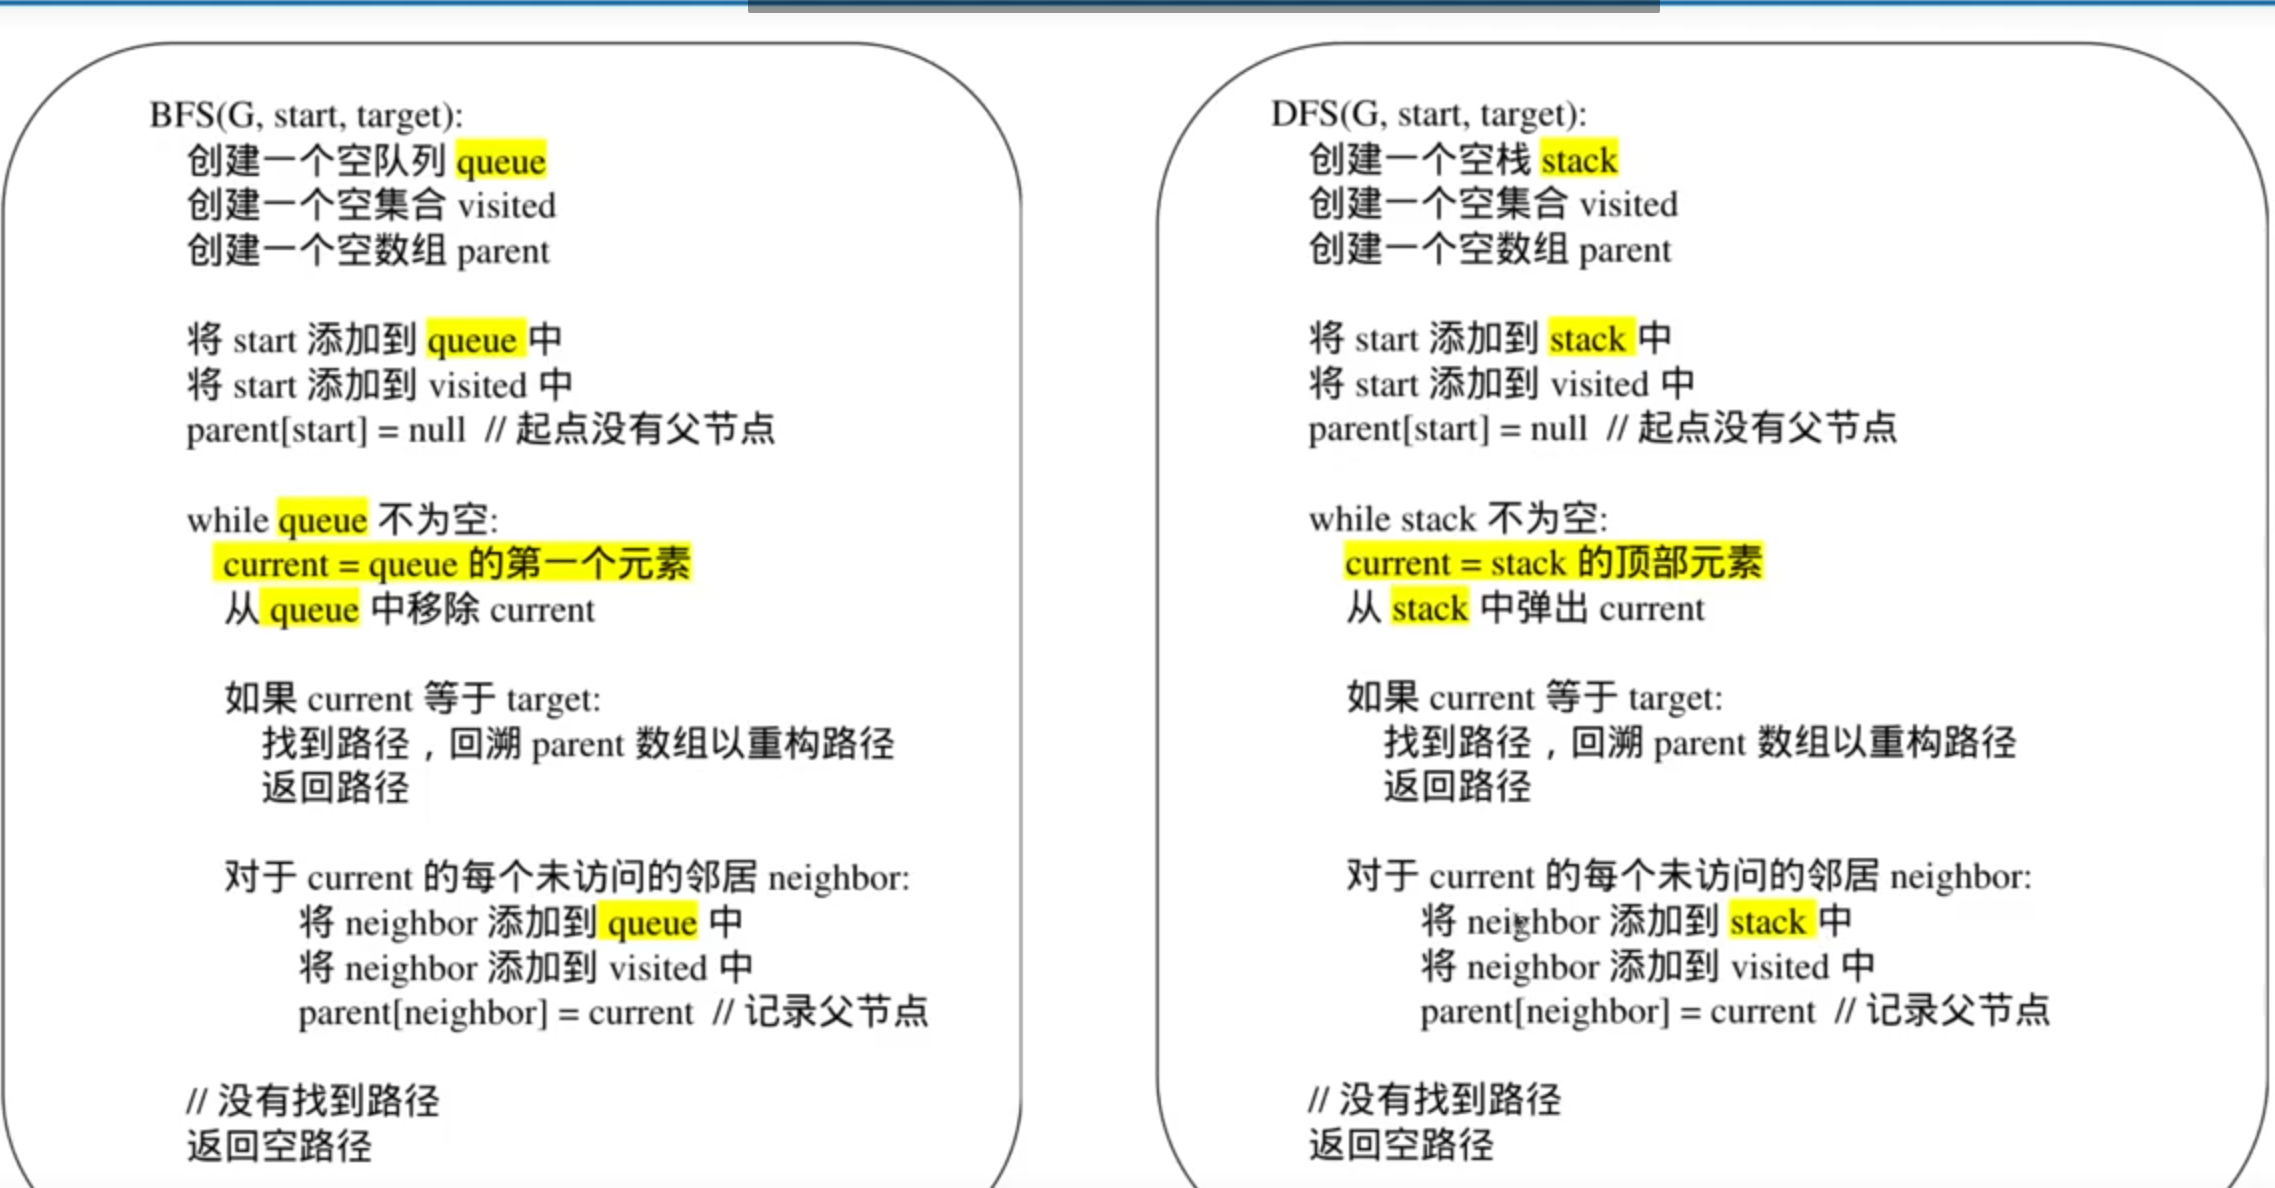 BFS(G, start, target):
创建一个空队列 queue
创建一个空集合 visited
创建一个空数组 parent
将 start 添加到 queue 中
将 start 添加到 visited 中
parent[start] = null // 起点没有父节点
while queue 不为空:
current = queue 的第一个元素
从 queue 中移除 current
如果 current 等于 target:
找到路径，回溯 parent 数组以重构路径
返回路径
对于 current 的每个未访问的邻居 neighbor:
将 neighbor 添加到 queue 中
将 neighbor 添加到 visited 中
parent[neighbor] = current // 记录父节点
// 没有找到路径
返回空路径
DFS(G, start, target):
创建一个空栈 stack
创建一个空集合 visited
创建一个空数组 parent
将 start 添加到 stack 中
将 start 添加到 visited 中
parent[start] = null // 起点没有父节点
while stack 不为空:
current = stack 的顶部元素
从 stack 中弹出 current
如果 current 等于 target:
找到路径，回溯 parent 数组以重构路径
返回路径
对于 current 的每个未访问的邻居 neighbor:
将 neighbor 添加到 stack 中
将 neighbor 添加到 visited 中
parent[neighbor] = current // 记录父节点
// 没有找到路径
返回空路径